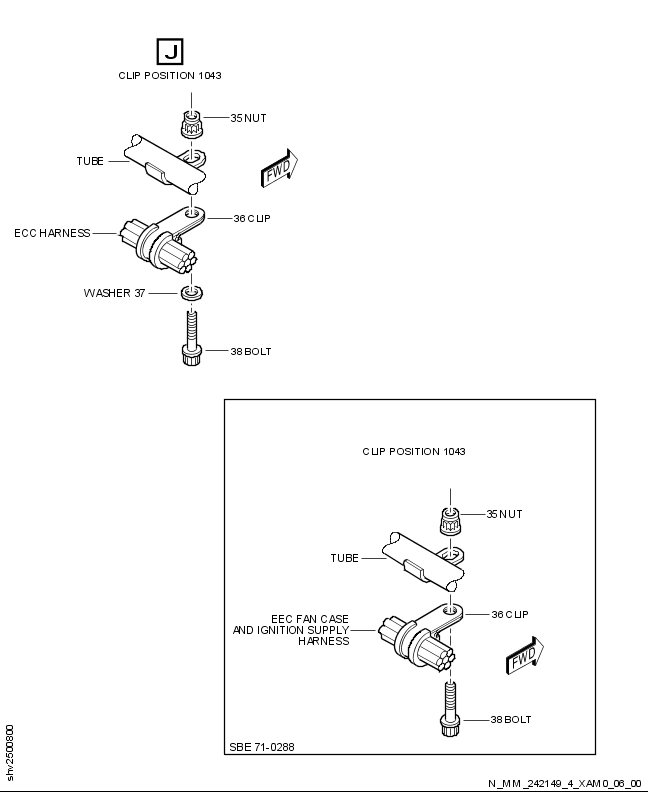 J
CLIP POSITION 1043
35 NUT
TUBE
FWD
36 CLIP
ECC HARNESS
WASHER 37
38 BOLT
CLIP POSITION 1043
35 NUT
TUBE
36 CLIP
EEC FAN CASE
AND IGNITION SUPPLY
HARNESS
FWD
38 BOLT
SBE 71-0288
shv2500800
N_MM_242149_4_XAM0_06_00